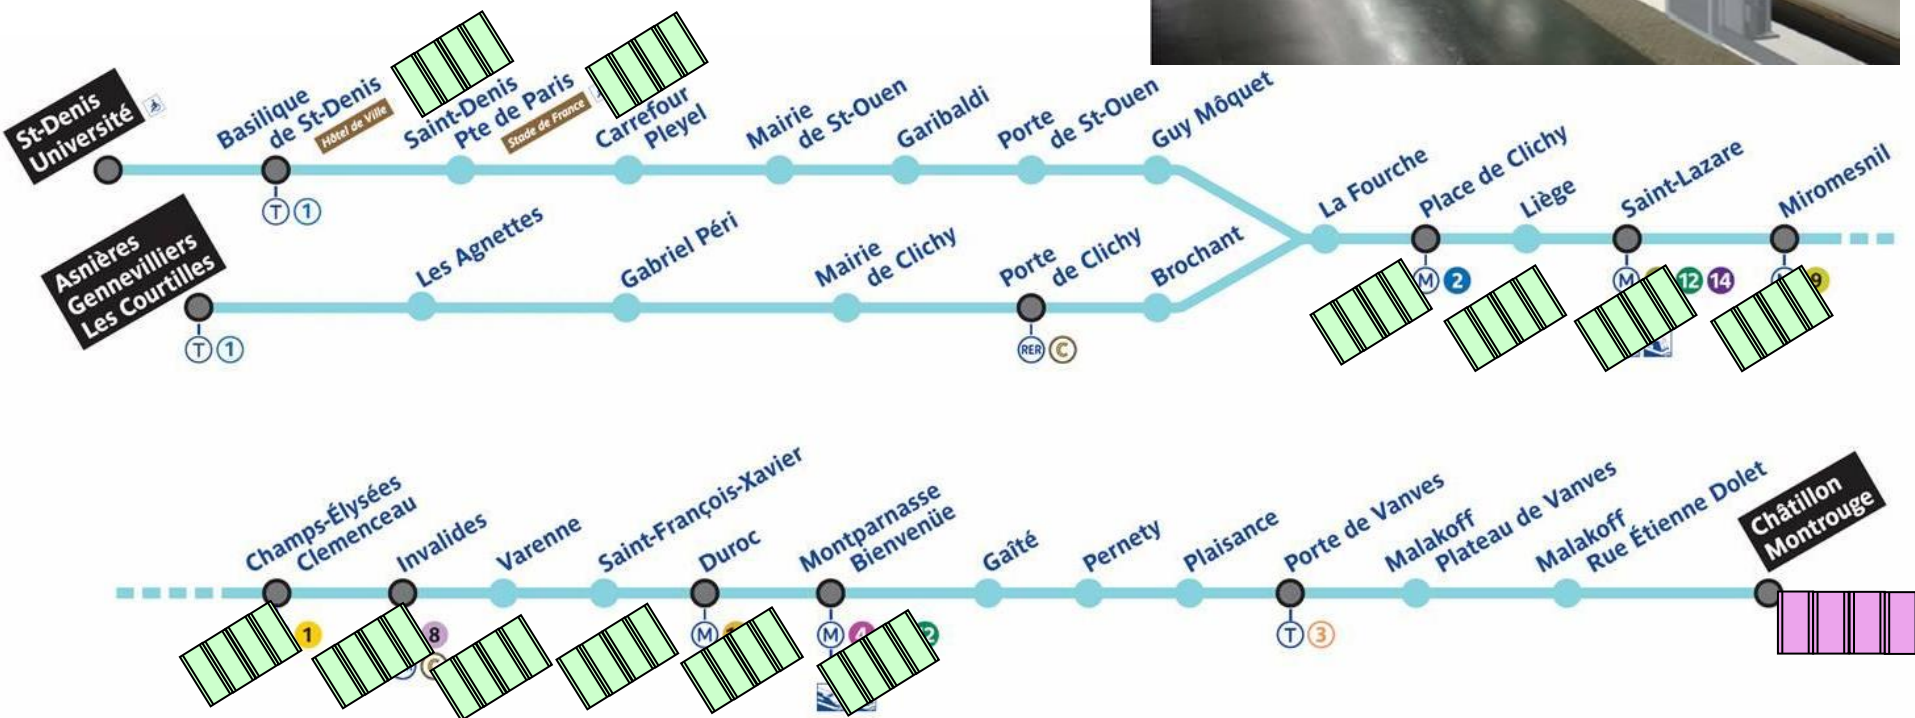 St-Denis
Université
Basilique
de St-Denis
Hôtel de Ville
Saint-Denis
Pte de Paris
Stade de France
Carrefour
Pleyel
Mairie
de St-Ouen
Garibaldi
Porte
de St-Ouen
Guy Môquet
T 1
Asnières
Gennevilliers
Les Courtilles
T 1
Les Agnettes
Gabriel Péri
Mairie
de Clichy
Porte
de Clichy
RER C
Brochant
La Fourche
Place de Clichy
M 2
Liège
Saint-Lazare
M 12 14
Miromesnil
9
Champs-Élysées
Clemenceau
1
Invalides
8
Varenne
Saint-François-Xavier
Duroc
M
Montparnasse
Bienvenüe
M 4
Gaîté
Pernety
Plaisance
Porte de Vanves
T 3
Malakoff
Plateau de Vanves
Malakoff
Rue Étienne Dolet
Châtillon
Montrouge